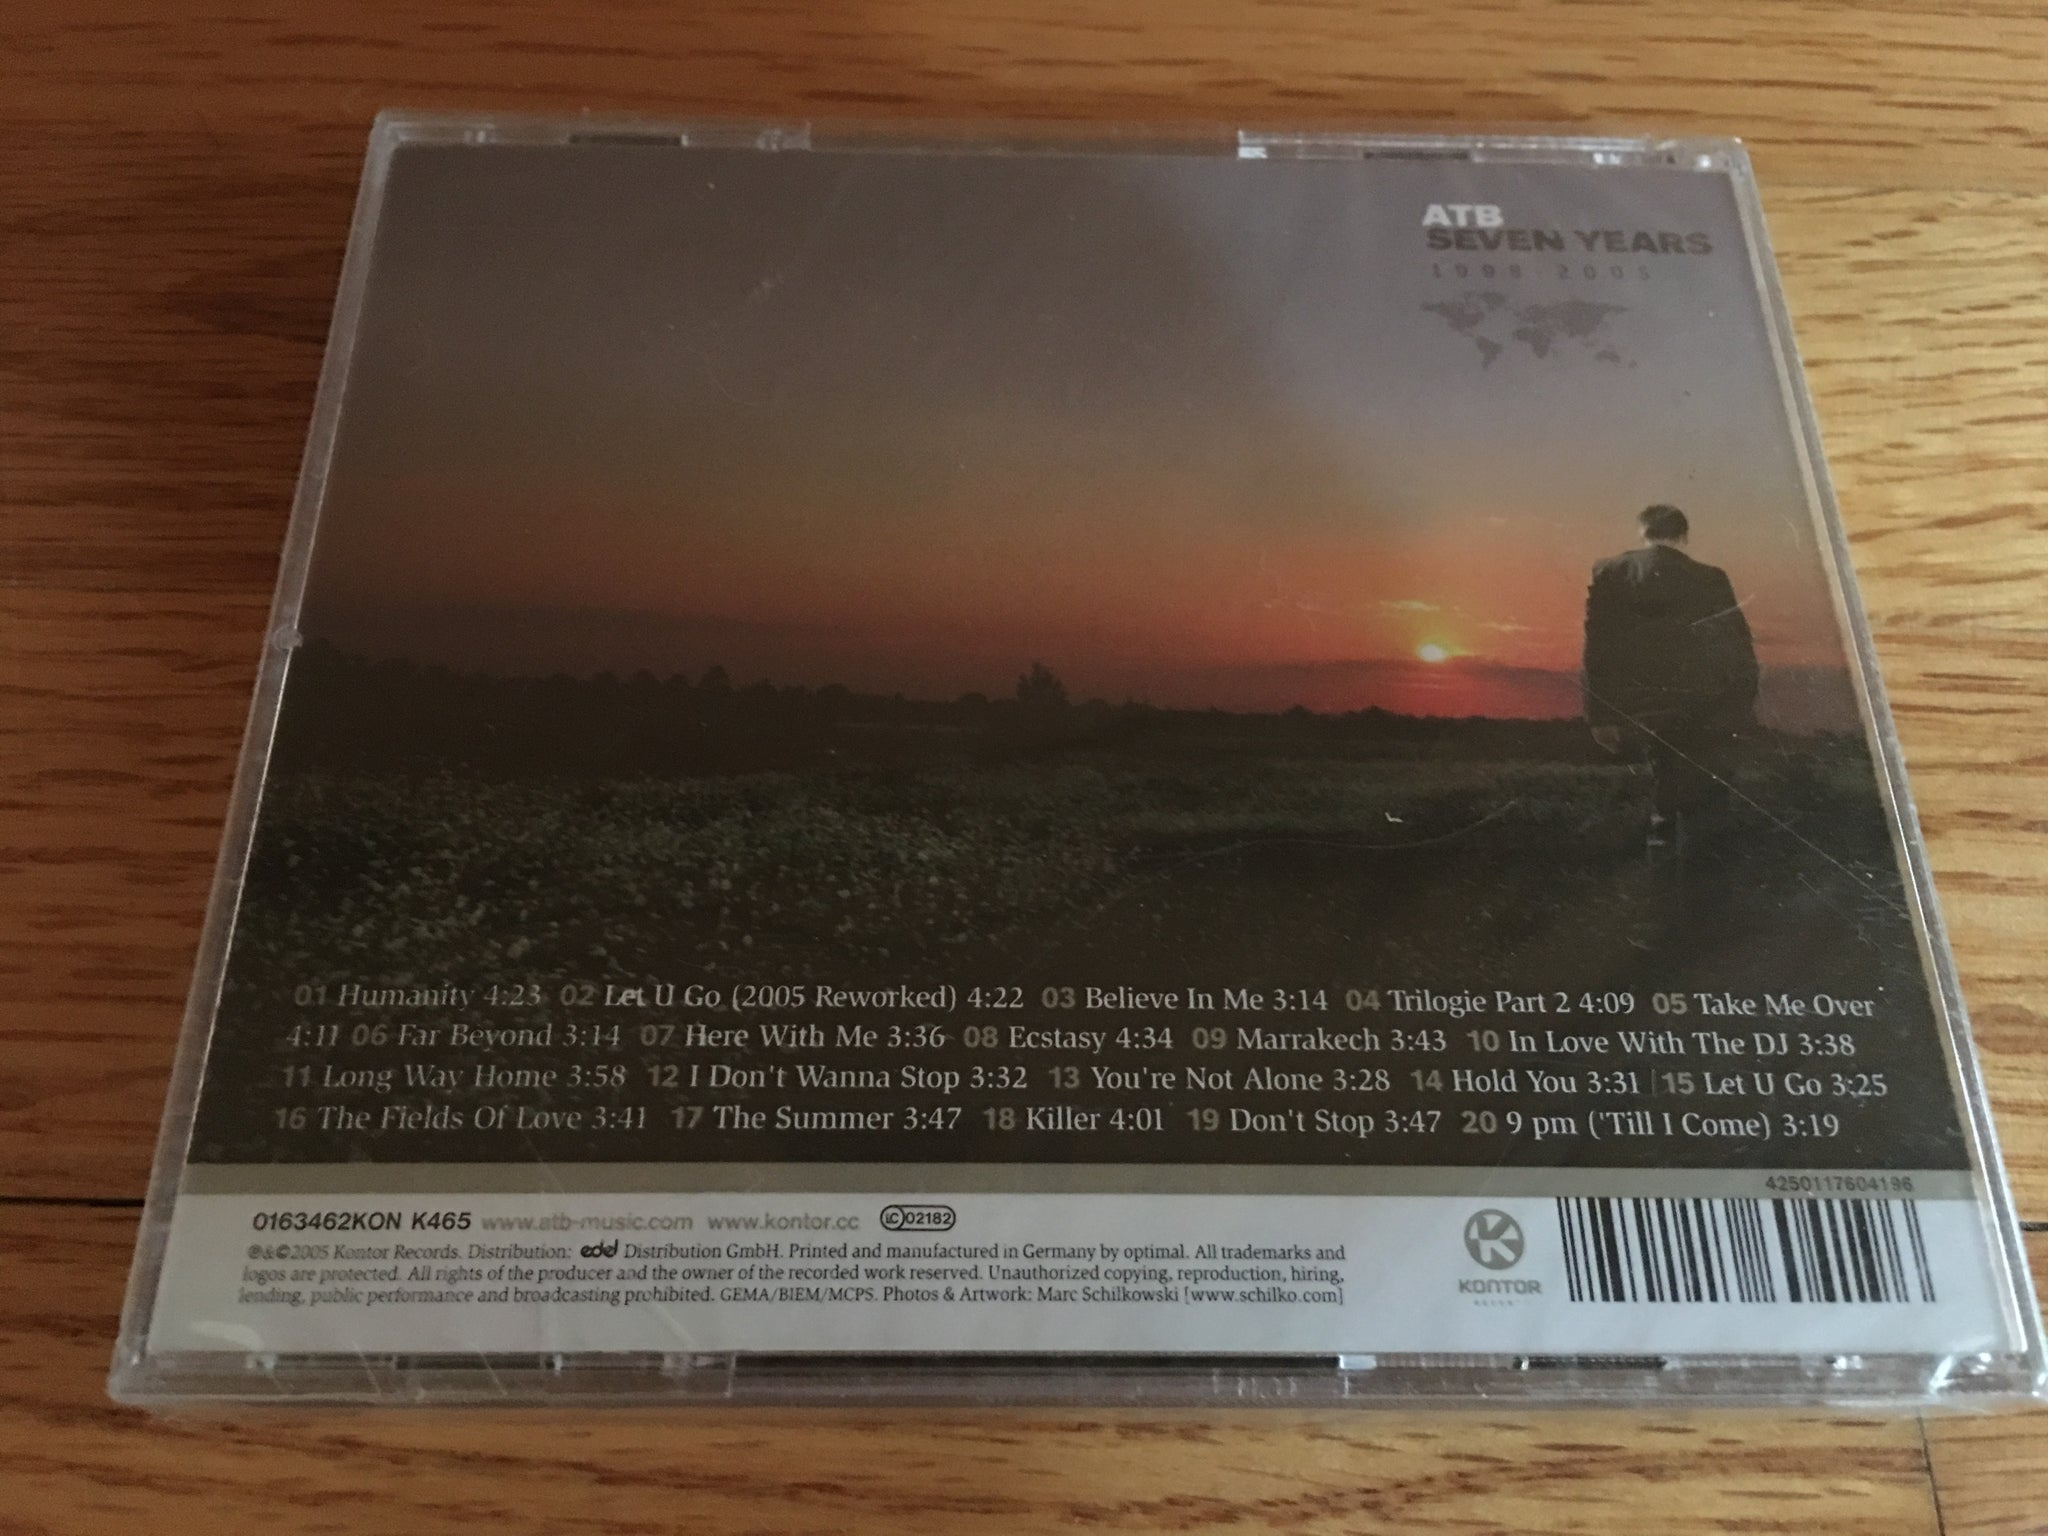 ATB
SEVEN YEARS
1998-2005
01 Humanity 4:23 02 Let U Go (2005 Reworked) 4:22 03 Believe In Me 3:14 04 Trilogie Part 2 4:09 05 Take Me Over
4:11 06 Far Beyond 3:14 07 Here With Me 3:36 08 Ecstasy 4:34 09 Marrakech 3:43 10 In Love With The DJ 3:38
11 Long Way Home 3:58 12 I Don't Wanna Stop 3:32 13 You're Not Alone 3:28 14 Hold You 3:31 15 Let U Go 3:25
16 The Fields Of Love 3:41 17 The Summer 3:47 18 Killer 4:01 19 Don't Stop 3:47 20 9 pm ('Till I Come) 3:19
4250117604196
0163462KON K465 www.atb-music.com www.kontor.cc LC 02182
℗&©2005 Kontor Records. Distribution: edel Distribution GmbH. Printed and manufactured in Germany by optimal. All trademarks and
logos are protected. All rights of the producer and the owner of the recorded work reserved. Unauthorized copying, reproduction, hiring,
lending, public performance and broadcasting prohibited. GEMA/BIEM/MCPS. Photos & Artwork: Marc Schilkowski [www.schilko.com]
K
KONTOR